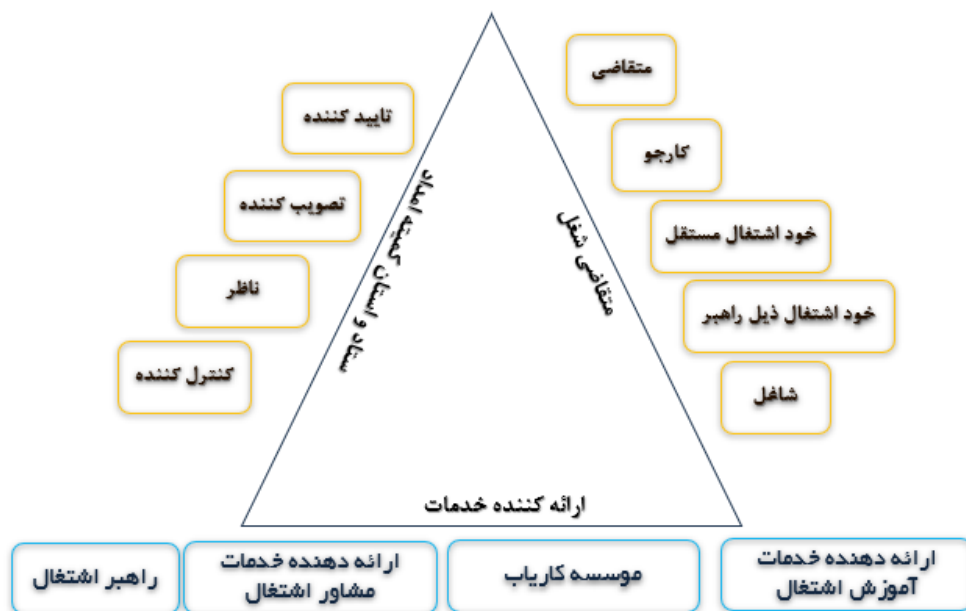 متقاضی
کارجو
خود اشتغال مستقل
خود اشتغال ذیل راهبر
شاغل
متقاضی شغل
تایید کننده
تصویب کننده
ناظر
کنترل کننده
ستاد و استان کمیته امداد
ارائه کننده خدمات
ارائه دهنده خدمات
آموزش اشتغال
موسسه کاریاب
ارائه دهنده خدمات
مشاور اشتغال
راهبر اشتغال